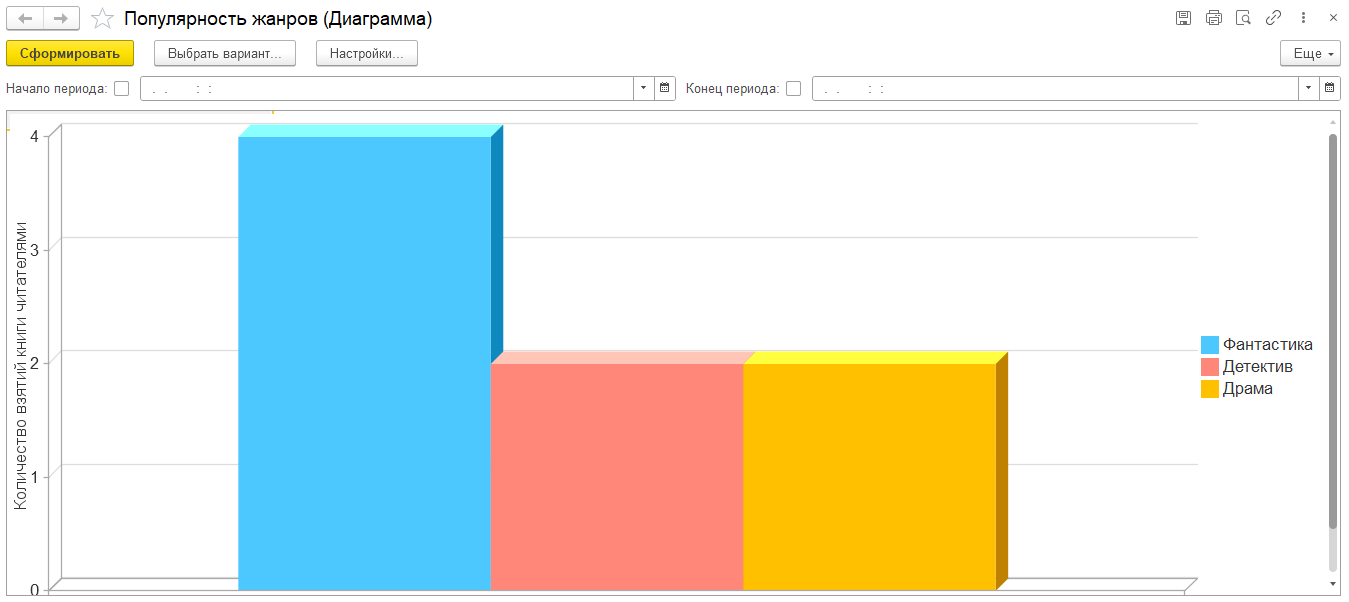 Популярность жанров (Диаграмма)
Сформировать
Выбрать вариант...
Настройки...
Еще
Начало периода:
. . : :
Конец периода:
. . : :
Количество взятий книги читателями
4
3
2
1
0
Фантастика
Детектив
Драма